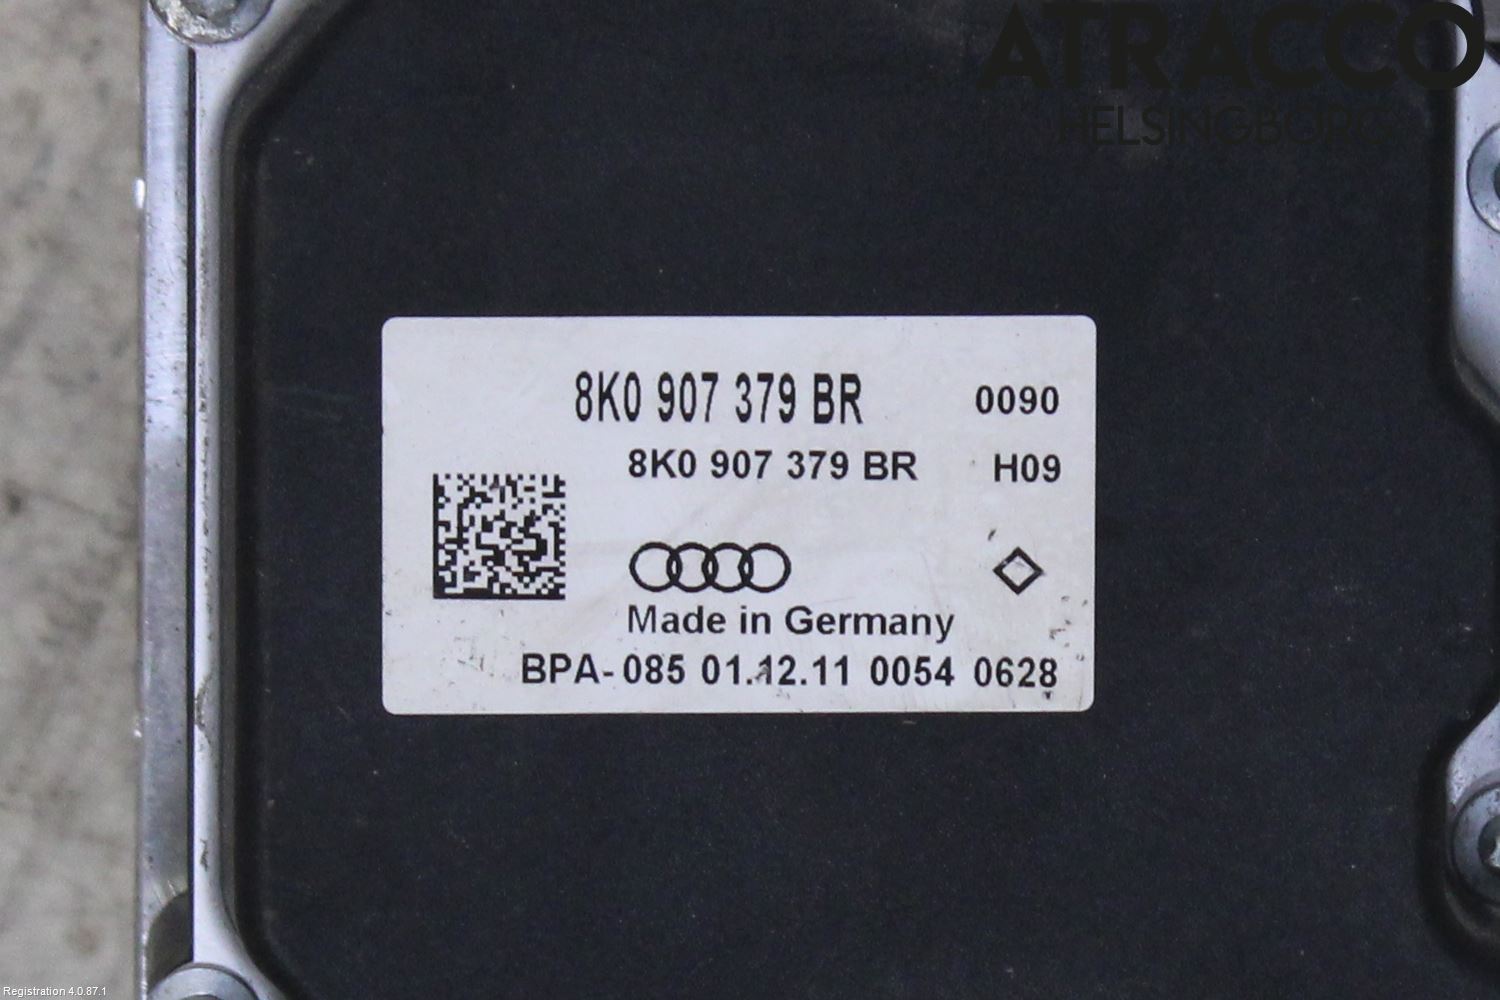 ATRACCO
HELSINGBORG
8K0 907 379 BR 0090
8K0 907 379 BR H09
Made in Germany
BPA-085 01.12.11 0054 0628
Registration 4.0.87.1